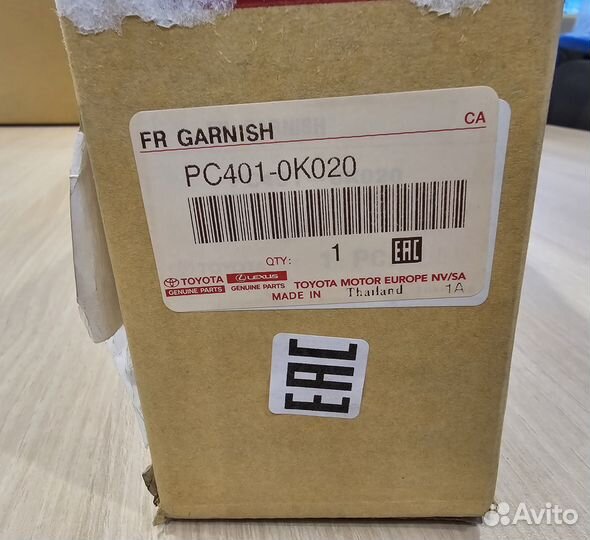 FR GARNISH
CA
PC401-0K020
QTY: 1 EAC
TOYOTA LEXUS
GENUINE PARTS GENUINE PARTS TOYOTA MOTOR EUROPE NV/SA
MADE IN Thailand 1A
EAC
Avito